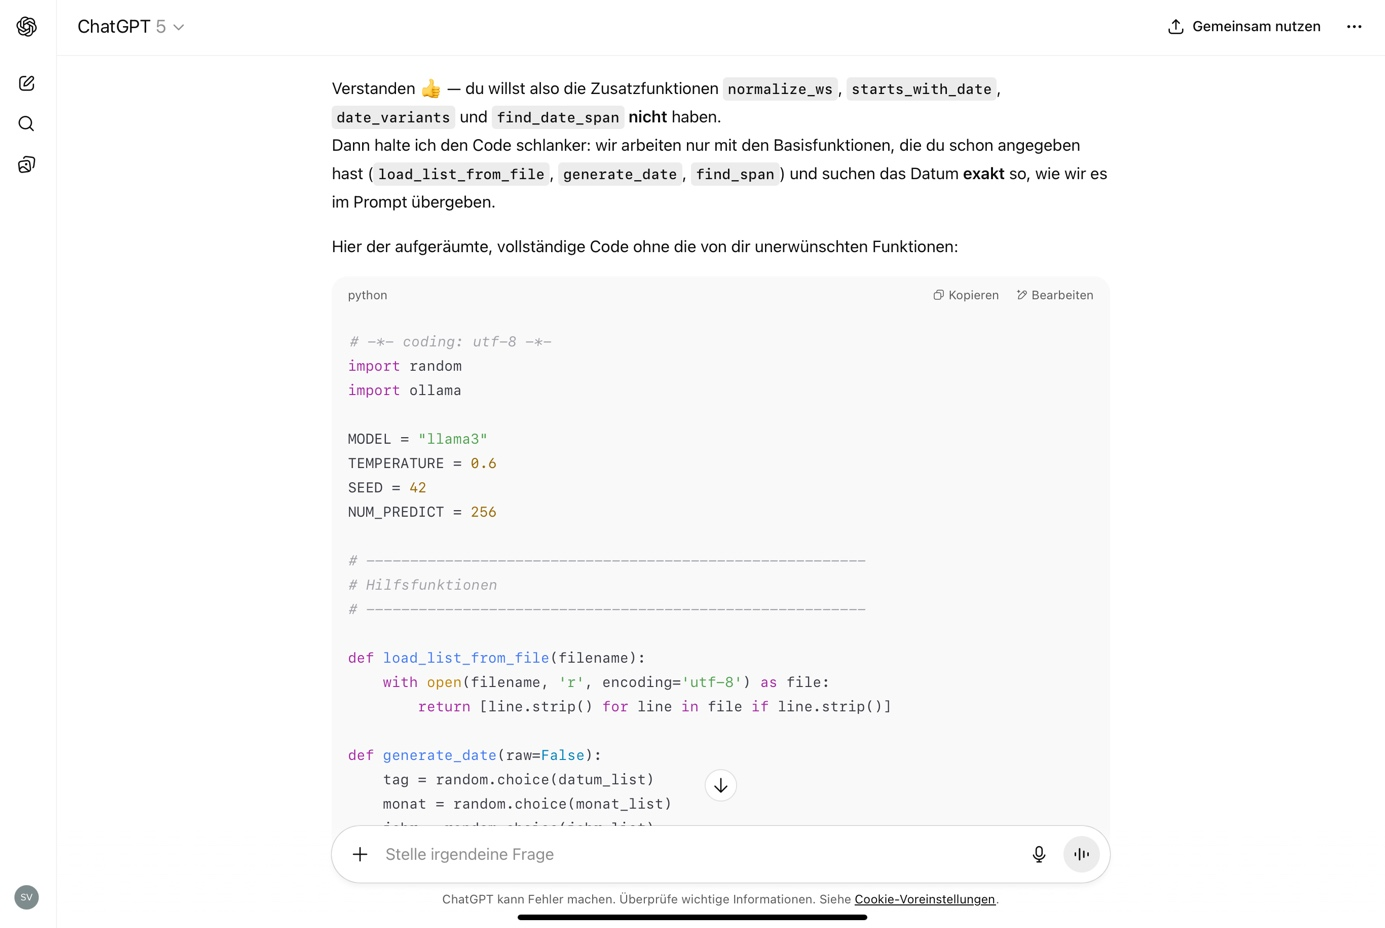 ChatGPT 5
Gemeinsam nutzen
Verstanden 👍 — du willst also die Zusatzfunktionen normalize_ws, starts_with_date,
date_variants und find_date_span nicht haben.
Dann halte ich den Code schlanker: wir arbeiten nur mit den Basisfunktionen, die du schon angegeben
hast (load_list_from_file, generate_date, find_span) und suchen das Datum exakt so, wie wir es
im Prompt übergeben.
Hier der aufgeräumte, vollständige Code ohne die von dir unerwünschten Funktionen:
python
Kopieren
Bearbeiten
# -*- coding: utf-8 -*-
import random
import ollama
MODEL = "llama3"
TEMPERATURE = 0.6
SEED = 42
NUM_PREDICT = 256
# ---------------------------------------------------------
# Hilfsfunktionen
# ---------------------------------------------------------
def load_list_from_file(filename):
    with open(filename, 'r', encoding='utf-8') as file:
        return [line.strip() for line in file if line.strip()]
def generate_date(raw=False):
    tag = random.choice(datum_list)
    monat = random.choice(monat_list)
Stelle irgendeine Frage
SV
ChatGPT kann Fehler machen. Überprüfe wichtige Informationen. Siehe Cookie-Voreinstellungen.